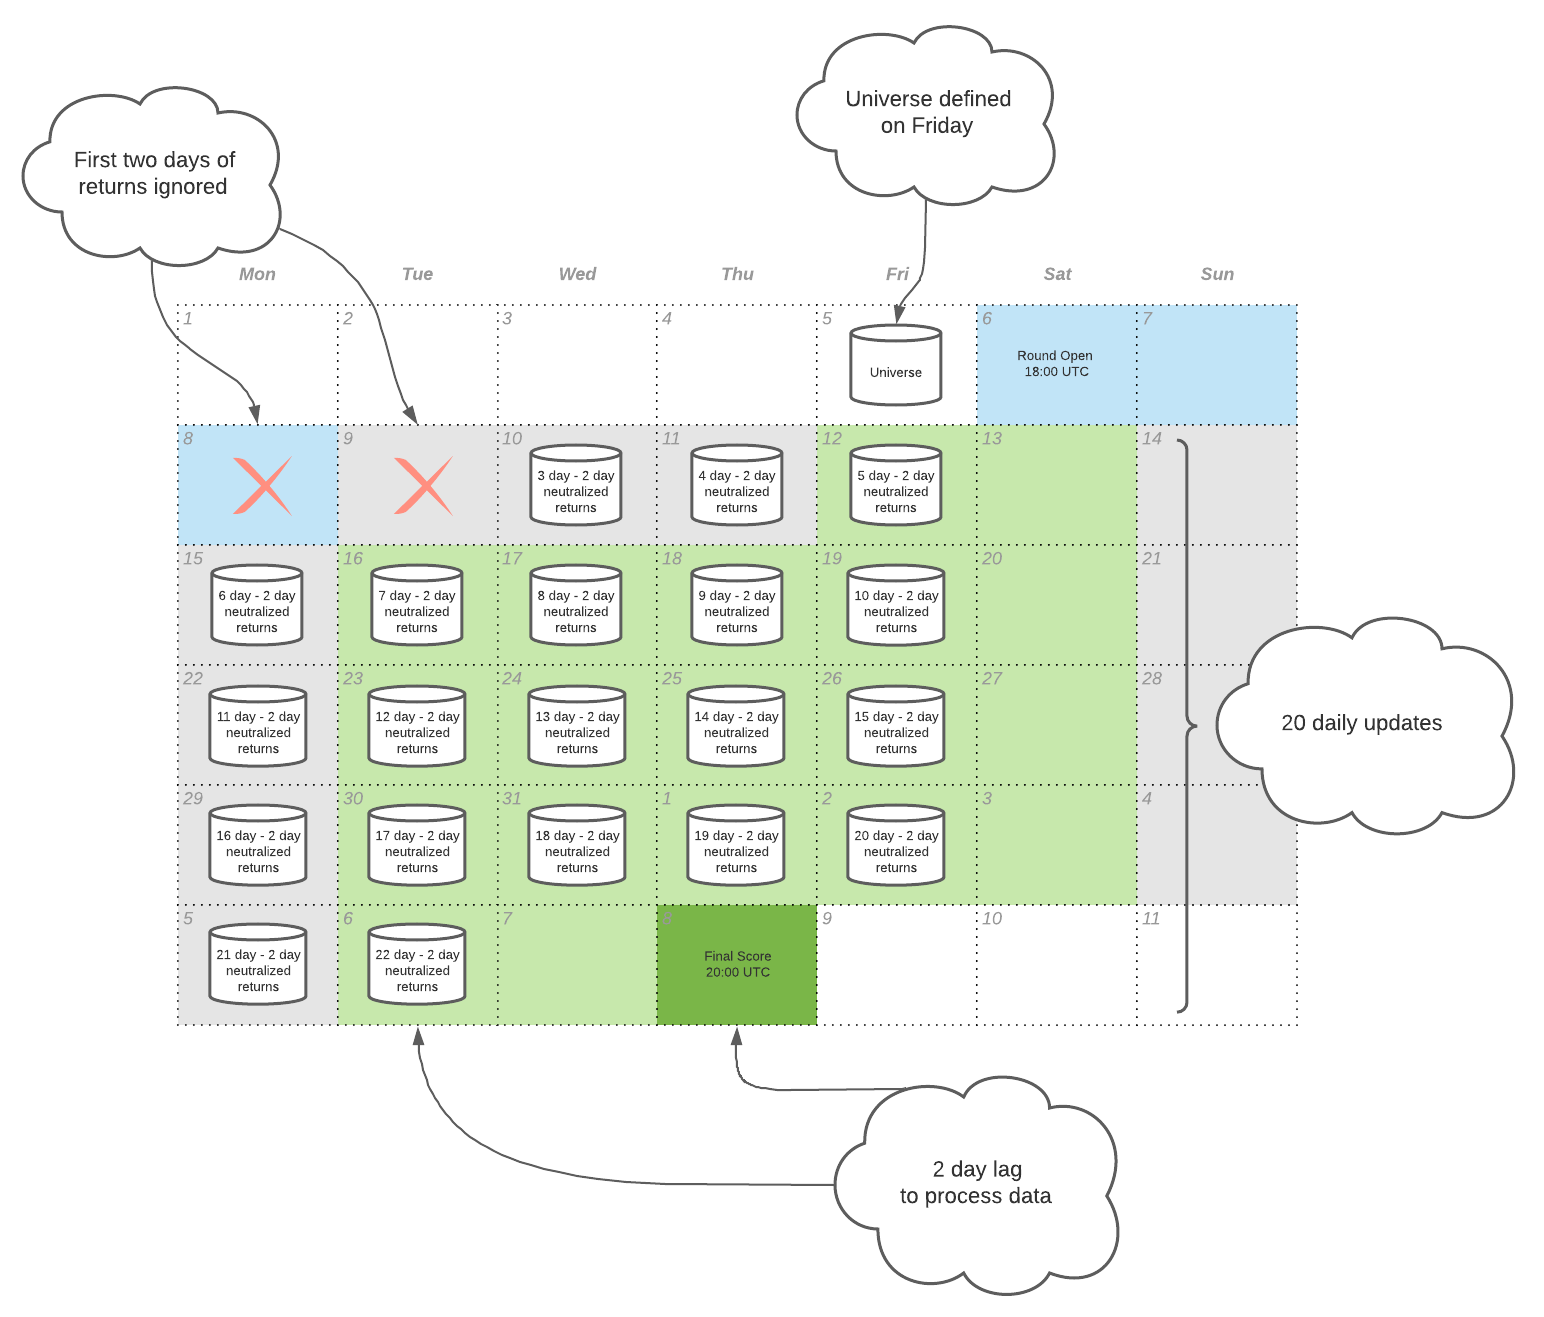 Universe defined
on Friday
First two days of
returns ignored
Mon Tue Wed Thu Fri Sat Sun
1 2 3 4 5 6 7
Universe
Round Open
18:00 UTC
8 9 10 11 12 13 14
3 day - 2 day
neutralized
returns
4 day - 2 day
neutralized
returns
5 day - 2 day
neutralized
returns
15 16 17 18 19 20 21
6 day - 2 day
neutralized
returns
7 day - 2 day
neutralized
returns
8 day - 2 day
neutralized
returns
9 day - 2 day
neutralized
returns
10 day - 2 day
neutralized
returns
22 23 24 25 26 27 28
11 day - 2 day
neutralized
returns
12 day - 2 day
neutralized
returns
13 day - 2 day
neutralized
returns
14 day - 2 day
neutralized
returns
15 day - 2 day
neutralized
returns
20 daily updates
29 30 31 1 2 3 4
16 day - 2 day
neutralized
returns
17 day - 2 day
neutralized
returns
18 day - 2 day
neutralized
returns
19 day - 2 day
neutralized
returns
20 day - 2 day
neutralized
returns
5 6 7 8 9 10 11
21 day - 2 day
neutralized
returns
22 day - 2 day
neutralized
returns
Final Score
20:00 UTC
2 day lag
to process data